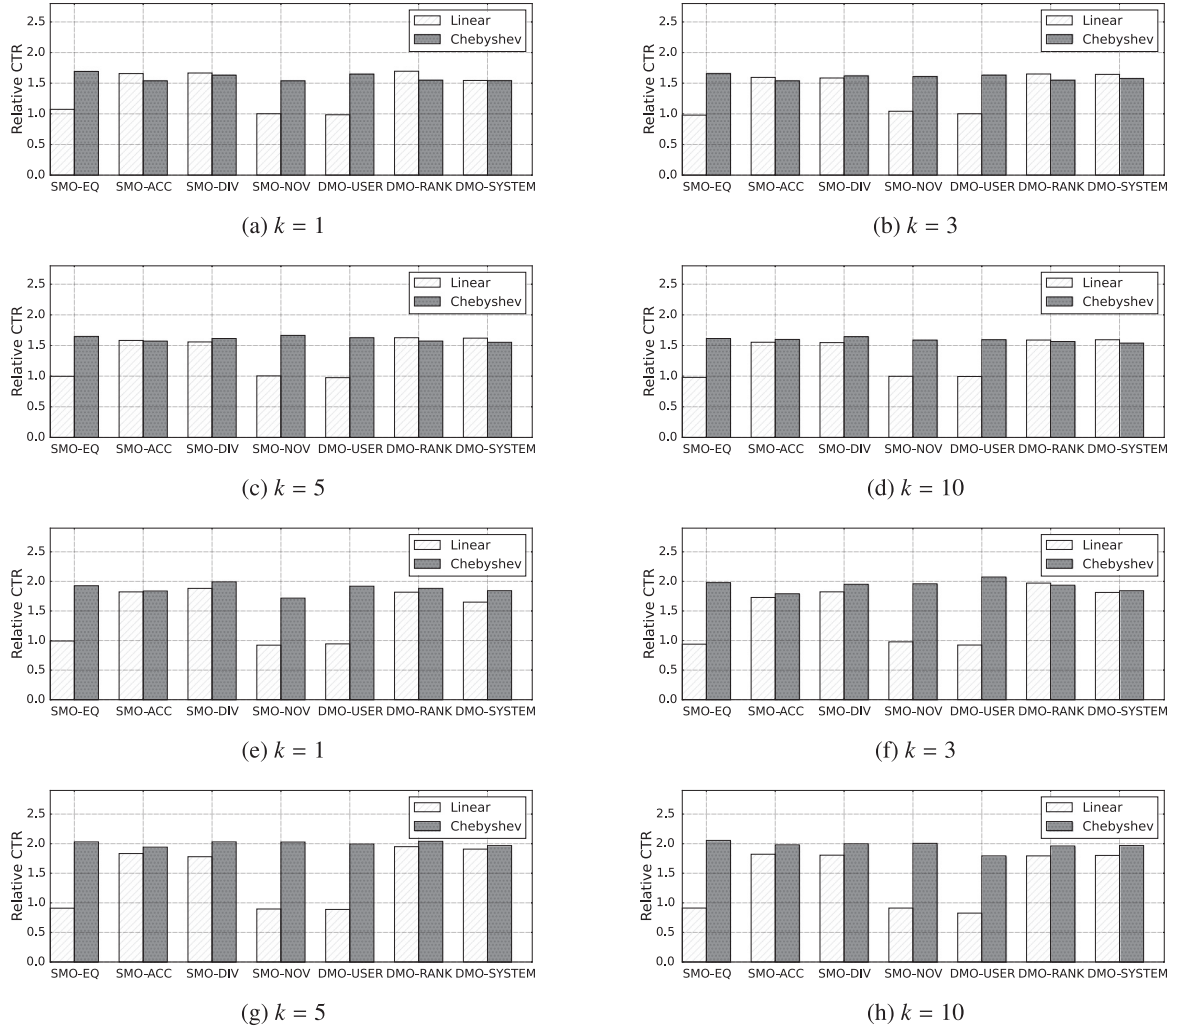 2.5
2.0
1.5
1.0
0.5
0.0
Relative CTR
Linear
Chebyshev
SMO-EQ SMO-ACC SMO-DIV SMO-NOV DMO-USER DMO-RANK DMO-SYSTEM
(a) k = 1
2.5
2.0
1.5
1.0
0.5
0.0
Relative CTR
Linear
Chebyshev
SMO-EQ SMO-ACC SMO-DIV SMO-NOV DMO-USER DMO-RANK DMO-SYSTEM
(b) k = 3
2.5
2.0
1.5
1.0
0.5
0.0
Relative CTR
Linear
Chebyshev
SMO-EQ SMO-ACC SMO-DIV SMO-NOV DMO-USER DMO-RANK DMO-SYSTEM
(c) k = 5
2.5
2.0
1.5
1.0
0.5
0.0
Relative CTR
Linear
Chebyshev
SMO-EQ SMO-ACC SMO-DIV SMO-NOV DMO-USER DMO-RANK DMO-SYSTEM
(d) k = 10
2.5
2.0
1.5
1.0
0.5
0.0
Relative CTR
Linear
Chebyshev
SMO-EQ SMO-ACC SMO-DIV SMO-NOV DMO-USER DMO-RANK DMO-SYSTEM
(e) k = 1
2.5
2.0
1.5
1.0
0.5
0.0
Relative CTR
Linear
Chebyshev
SMO-EQ SMO-ACC SMO-DIV SMO-NOV DMO-USER DMO-RANK DMO-SYSTEM
(f) k = 3
2.5
2.0
1.5
1.0
0.5
0.0
Relative CTR
Linear
Chebyshev
SMO-EQ SMO-ACC SMO-DIV SMO-NOV DMO-USER DMO-RANK DMO-SYSTEM
(g) k = 5
2.5
2.0
1.5
1.0
0.5
0.0
Relative CTR
Linear
Chebyshev
SMO-EQ SMO-ACC SMO-DIV SMO-NOV DMO-USER DMO-RANK DMO-SYSTEM
(h) k = 10